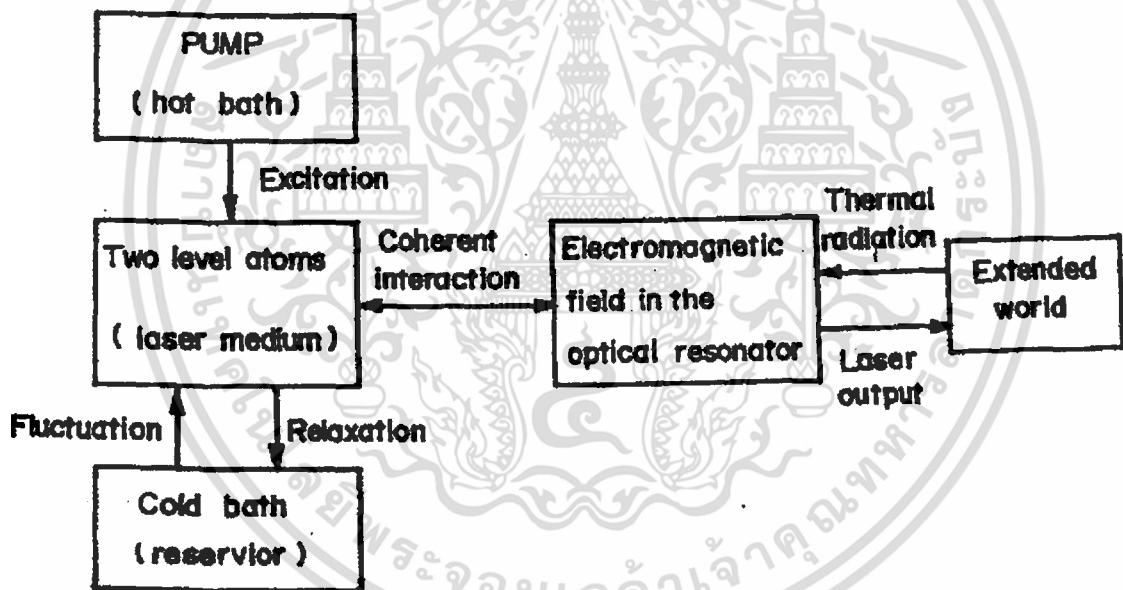 PUMP
(hot bath)
Excitation
Two level atoms
(laser medium)
Coherent
interaction
Electromagnetic
field in the
optical resonator
Thermal
radiation
Extended
world
Laser
output
Fluctuation
Relaxation
Cold bath
(reservior)